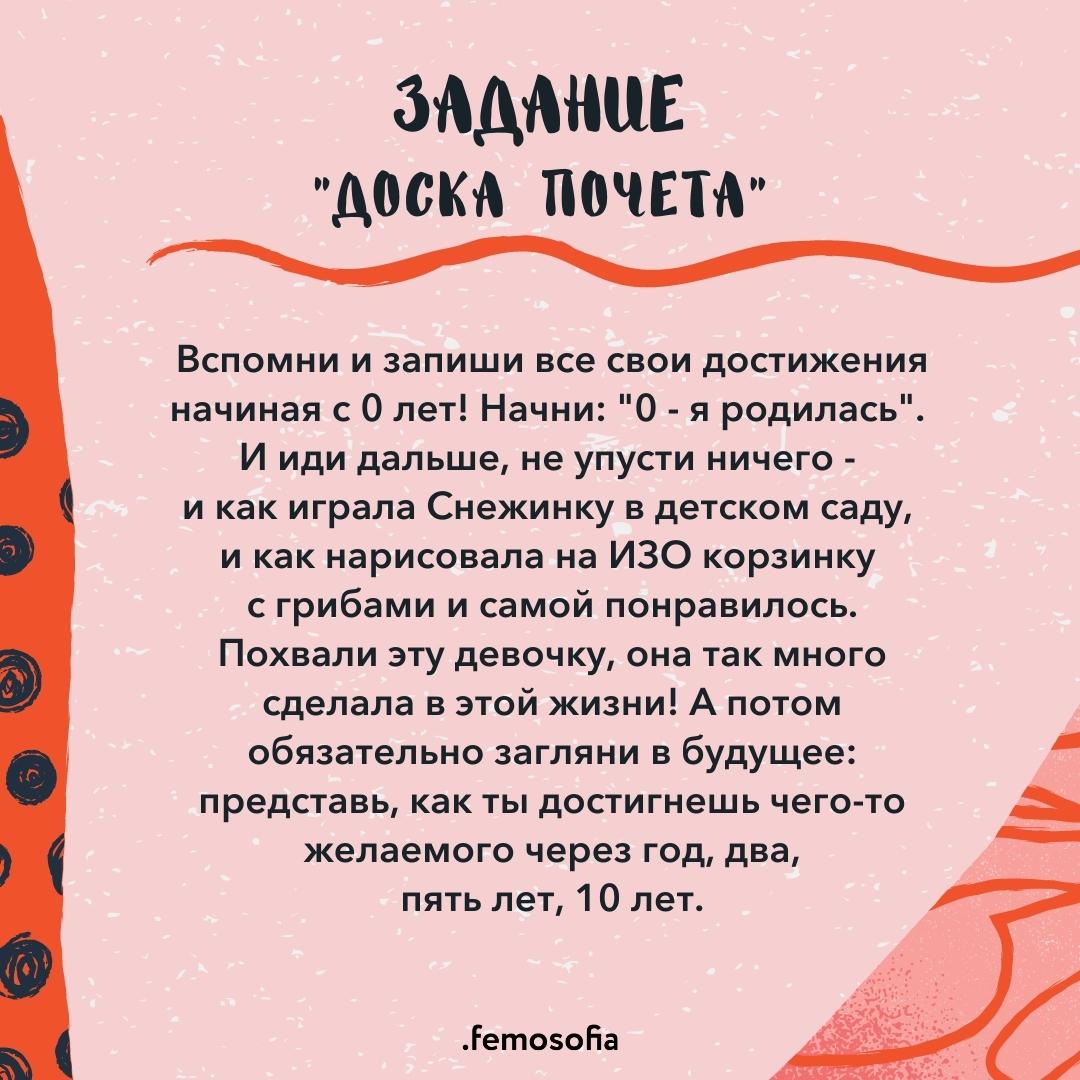 ЗАДАНИЕ
"ДОСКА ПОЧЕТА"
Вспомни и запиши все свои достижения
начиная с 0 лет! Начни: "0 - я родилась".
И иди дальше, не упусти ничего -
и как играла Снежинку в детском саду,
и как нарисовала на ИЗО корзинку
с грибами и самой понравилось.
Похвали эту девочку, она так много
сделала в этой жизни! А потом
обязательно загляни в будущее:
представь, как ты достигнешь чего-то
желаемого через год, два,
пять лет, 10 лет.
.femosofia